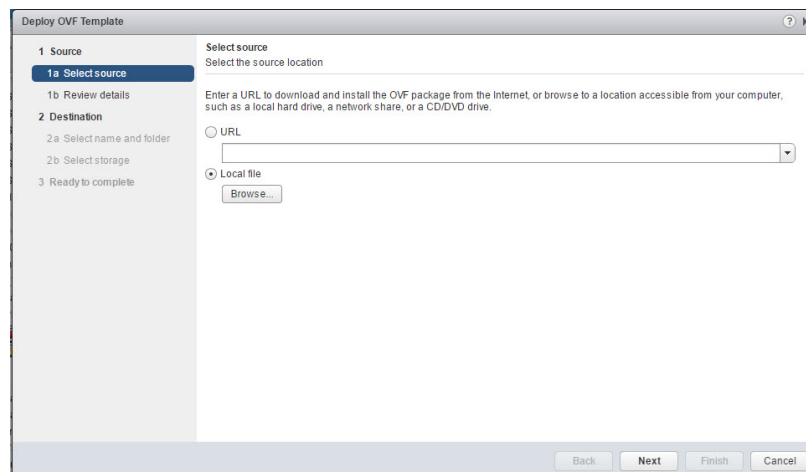 Deploy OVF Template
?
1 Source
1a Select source
1b Review details
2 Destination
2a Select name and folder
2b Select storage
3 Ready to complete
Select source
Select the source location
Enter a URL to download and install the OVF package from the Internet, or browse to a location accessible from your computer,
such as a local hard drive, a network share, or a CD/DVD drive.
URL
Local file
Browse...
Back Next Finish Cancel